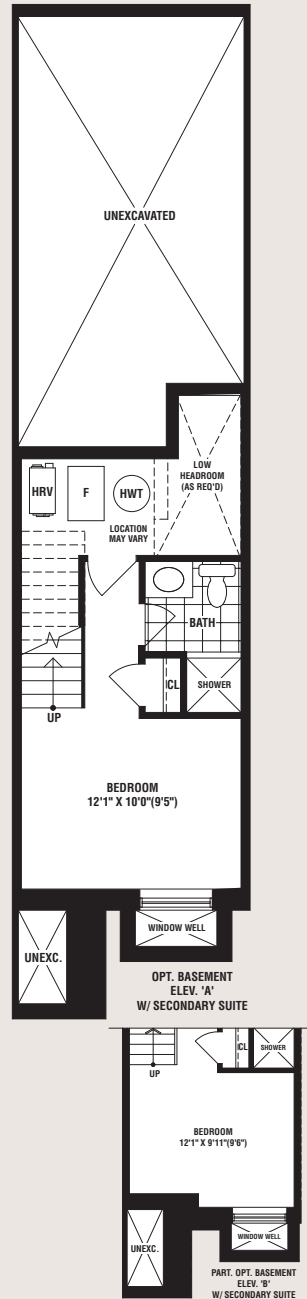 UNEXCAVATED
LOW
HEADROOM
(AS REQ'D)
HRV
F
HWT
LOCATION
MAY VARY
BATH
CL
SHOWER
UP
BEDROOM
12'1" X 10'0"(9'5")
WINDOW WELL
UNEXC.
OPT. BASEMENT
ELEV. 'A'
W/ SECONDARY SUITE
UP
CL
SHOWER
BEDROOM
12'1" X 9'11"(9'6")
UNEXC.
WINDOW WELL
PART. OPT. BASEMENT
ELEV. 'B'
W/ SECONDARY SUITE